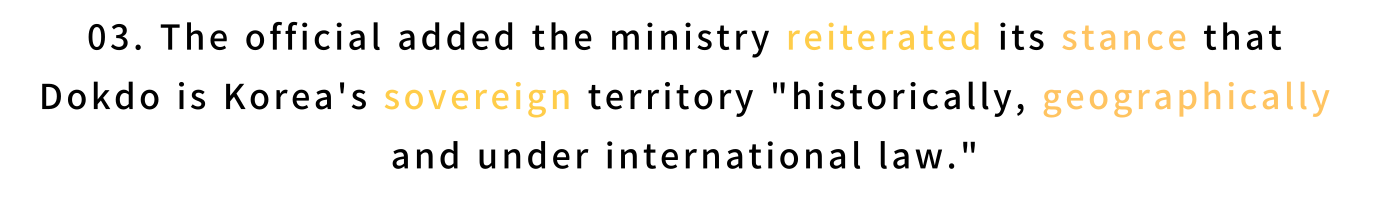 03. The official added the ministry reiterated its stance that
Dokdo is Korea's sovereign territory "historically, geographically
and under international law."